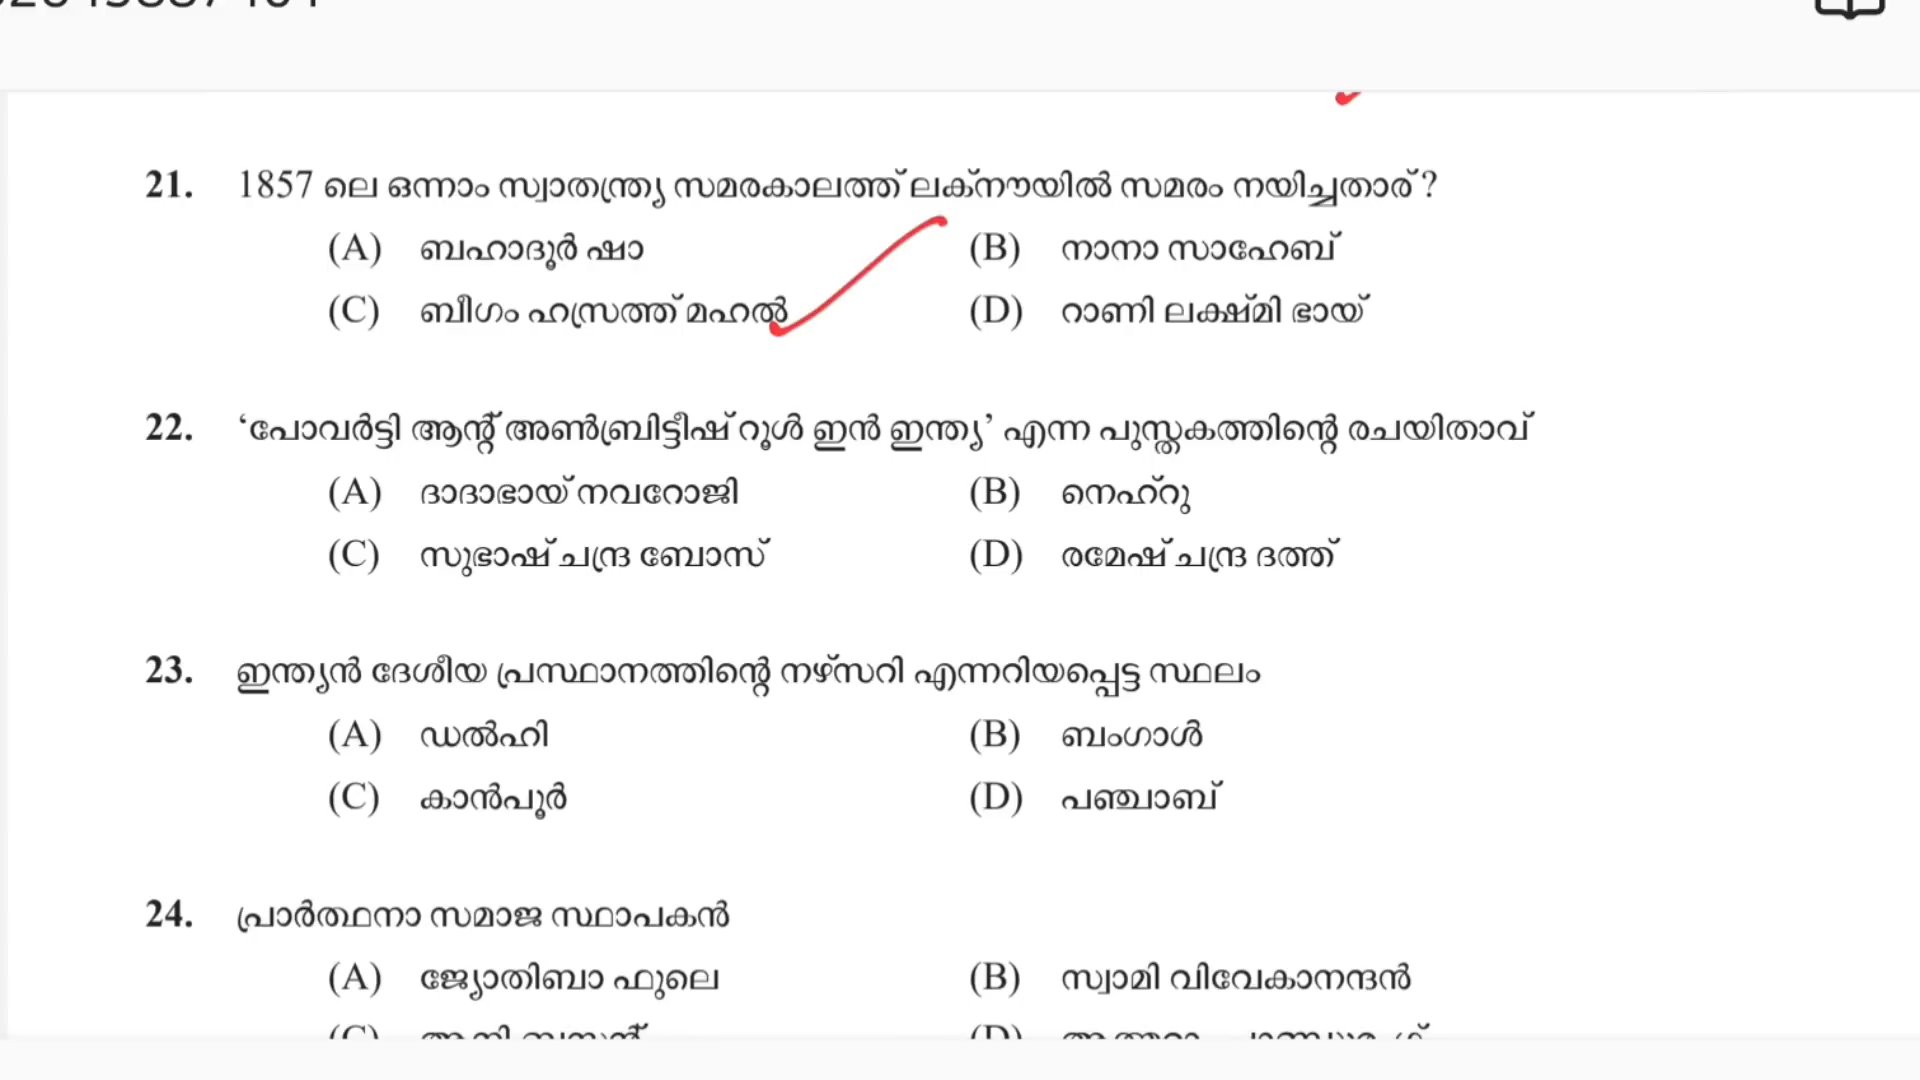 21. 1857 ലെ ഒന്നാം സ്വാതന്ത്ര്യ സമരകാലത്ത് ലക്നൗയിൽ സമരം നയിച്ചതാര് ?
(A) ബഹാദൂർ ഷാ (B) നാനാ സാഹേബ്
(C) ബീഗം ഹസ്രത്ത് മഹൽ (D) റാണി ലക്ഷ്മി ഭായ്
22. ‘പോവർട്ടി ആന്റ് അൺബ്രിട്ടീഷ് റൂൾ ഇൻ ഇന്ത്യ’ എന്ന പുസ്തകത്തിന്റെ രചയിതാവ്
(A) ദാദാഭായ് നവറോജി (B) നെഹ്റു
(C) സുഭാഷ് ചന്ദ്ര ബോസ് (D) രമേഷ് ചന്ദ്ര ദത്ത്
23. ഇന്ത്യൻ ദേശീയ പ്രസ്ഥാനത്തിന്റെ നഴ്സറി എന്നറിയപ്പെട്ട സ്ഥലം
(A) ഡൽഹി (B) ബംഗാൾ
(C) കാൻപൂർ (D) പഞ്ചാബ്
24. പ്രാർത്ഥനാ സമാജ സ്ഥാപകൻ
(A) ജ്യോതിബാ ഫുലെ (B) സ്വാമി വിവേകാനന്ദൻ